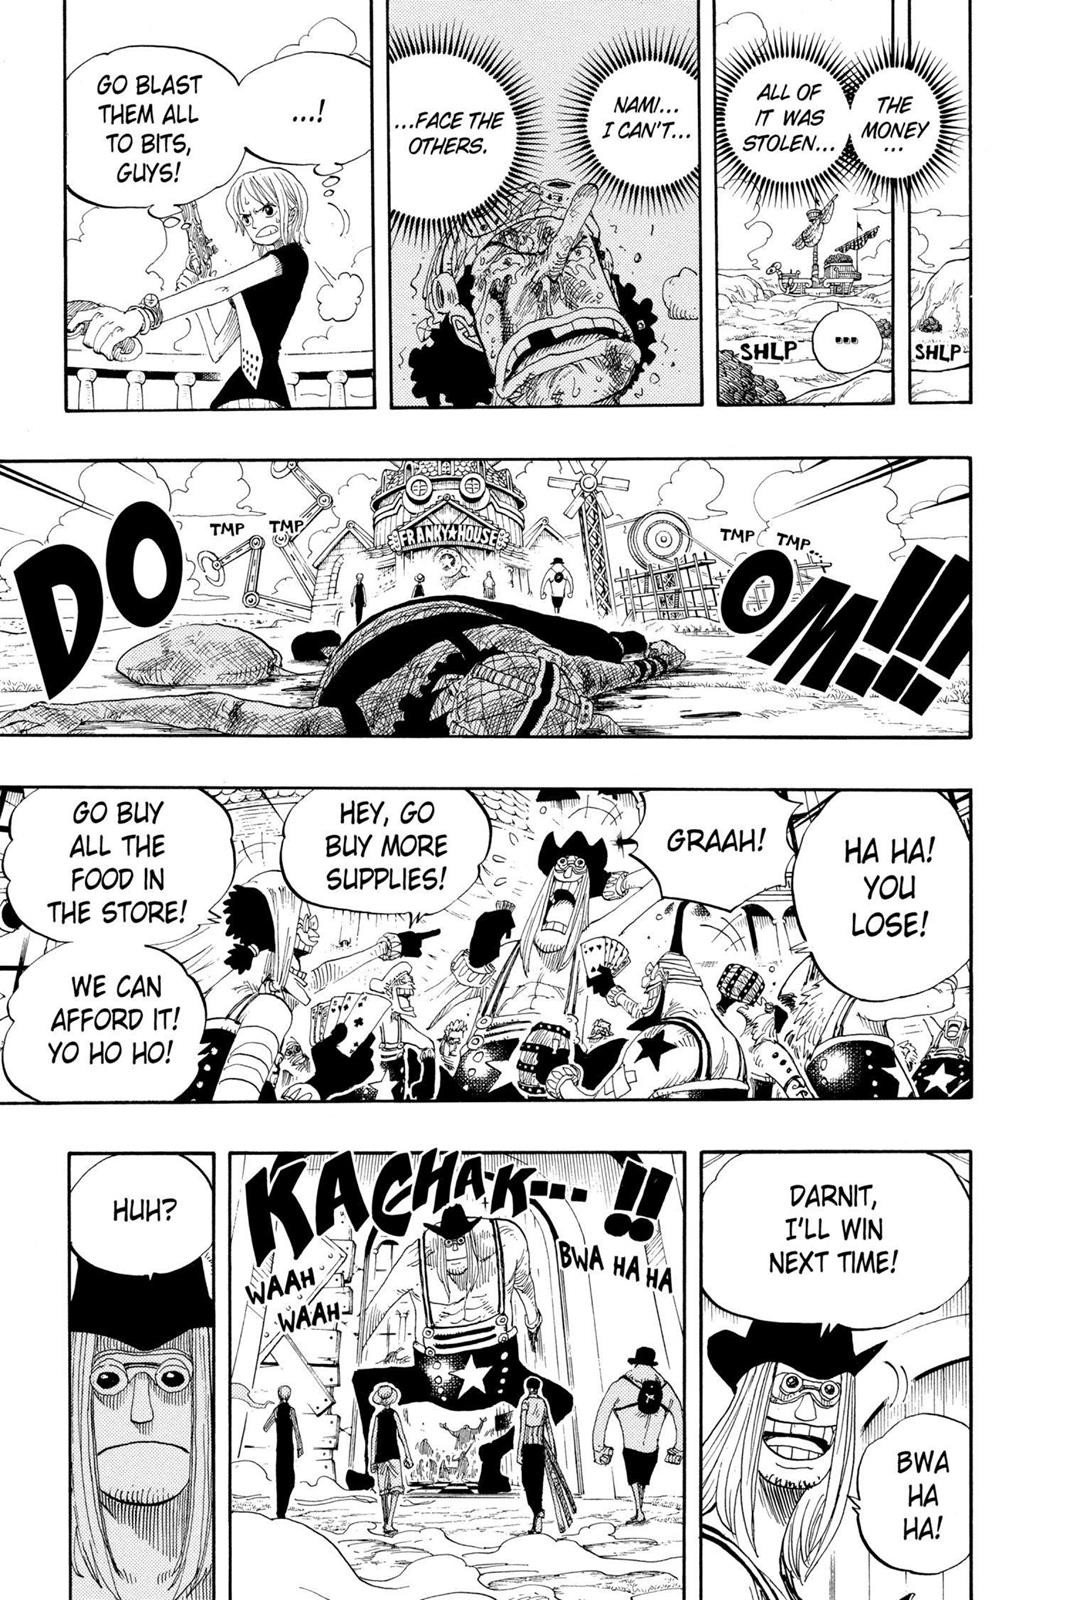 THE
MONEY
...
SHLP
ALL OF
IT WAS
STOLEN...
...
SHLP
NAMI...
I CAN'T...
...FACE THE
OTHERS.
...!
GO BLAST
THEM ALL
TO BITS,
GUYS!
DOOM!!!
TMP
TMP
TMP
TMP...
FRANKY★HOUSE
HA HA!
YOU
LOSE!
GRAAH!
HEY, GO
BUY MORE
SUPPLIES!
GO BUY
ALL THE
FOOD IN
THE STORE!
WE CAN
AFFORD IT!
YO HO HO!
DARNIT,
I'LL WIN
NEXT TIME!
BWA
HA
HA!
KACHA-K...!!
BWA HA HA
WAAH
WAAH
HUH?